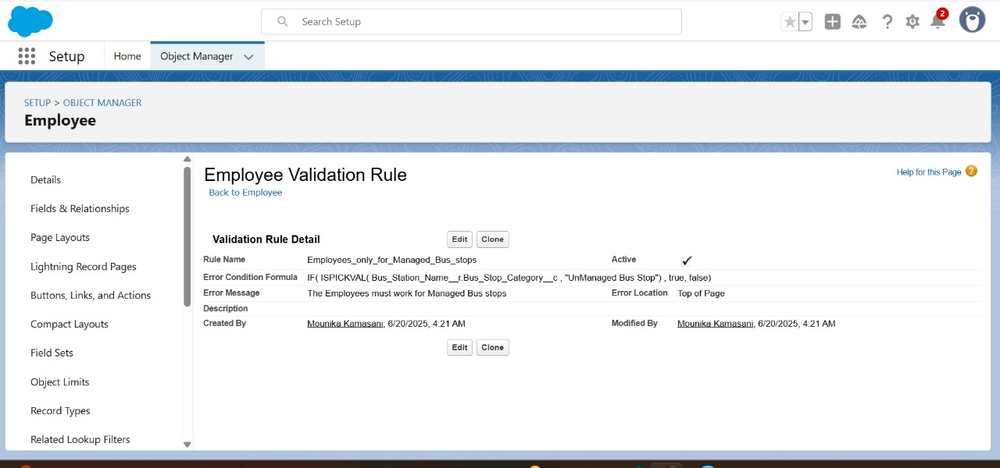 Search Setup
2
Setup
Home
Object Manager
SETUP > OBJECT MANAGER
Employee
Details
Fields & Relationships
Page Layouts
Lightning Record Pages
Buttons, Links, and Actions
Compact Layouts
Field Sets
Object Limits
Record Types
Related Lookup Filters
Employee Validation Rule
Help for this Page ?
Back to Employee
Validation Rule Detail
Edit Clone
Rule Name Employees_only_for_Managed_Bus_stops Active
Error Condition Formula IF( ISPICKVAL( Bus_Station_Name__r.Bus_Stop_Category__c , "UnManaged Bus Stop") , true, false)
Error Message The Employees must work for Managed Bus stops Error Location Top of Page
Description
Created By Mounika Kamasani, 6/20/2025, 4:21 AM Modified By Mounika Kamasani, 6/20/2025, 4:21 AM
Edit Clone